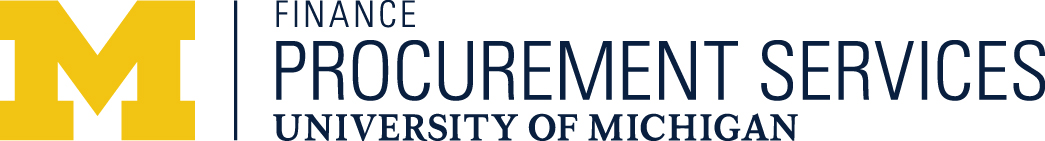 M
FINANCE
PROCUREMENT SERVICES
UNIVERSITY OF MICHIGAN